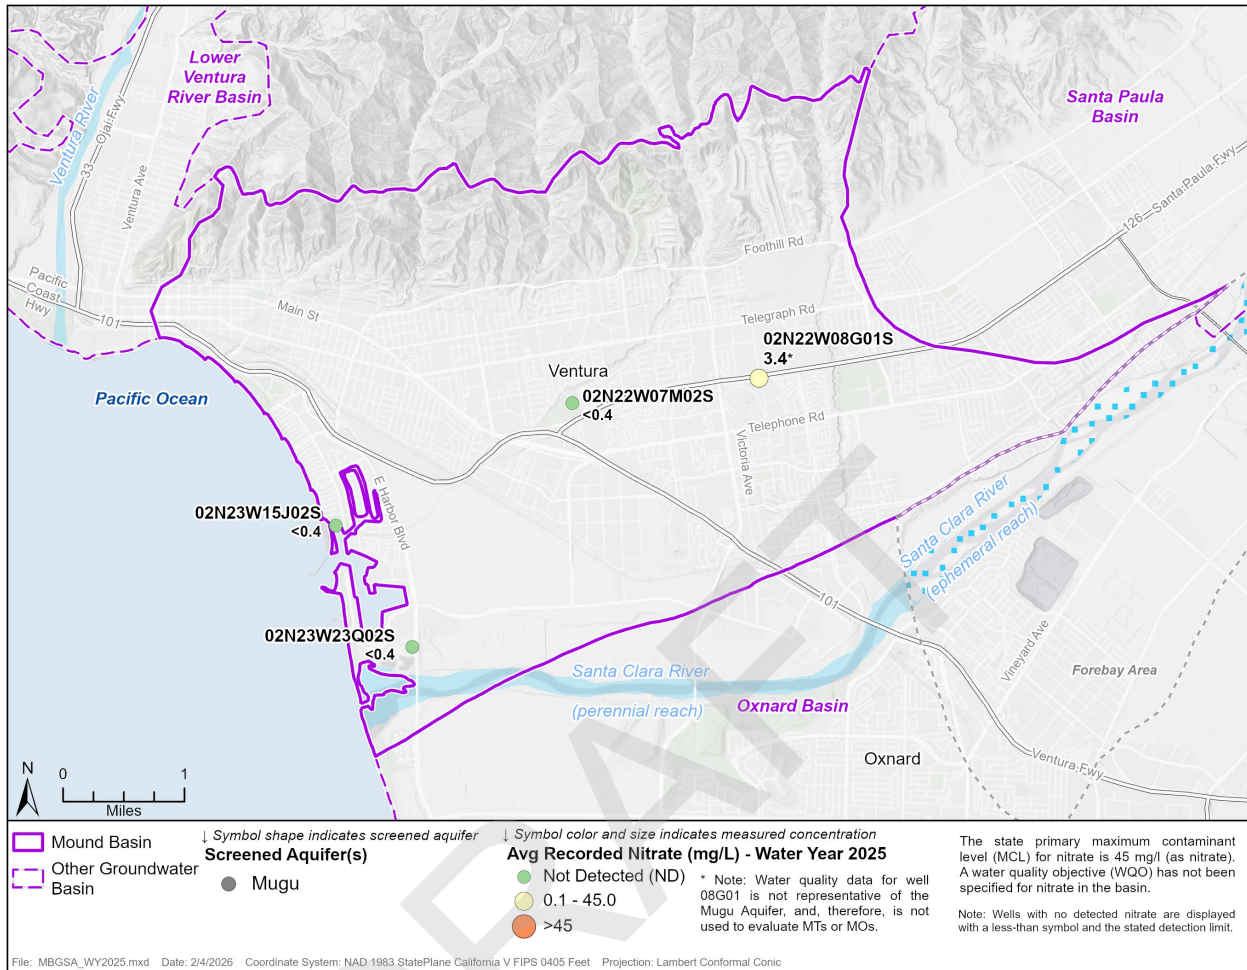 Lower
Ventura
River Basin
Santa Paula
Basin
Ventura River
33
Ojai Fwy
Ventura Ave
126
Santa Paula Fwy
Foothill Rd
Pacific
Coast
Hwy
101
Main St
Telegraph Rd
02N22W08G01S
3.4*
Ventura
02N22W07M02S
<0.4
Pacific Ocean
Telephone Rd
Victoria Ave
E Harbor Blvd
02N23W15J02S
<0.4
Santa Clara River
(ephemeral reach)
101
02N23W23Q02S
<0.4
Vineyard Ave
Forebay Area
Santa Clara River
(perennial reach)
Oxnard Basin
Oxnard
Ventura Fwy
N
0 1
Miles
DRAFT
Mound Basin
Other Groundwater
Basin
↓ Symbol shape indicates screened aquifer
Screened Aquifer(s)
Mugu
↓ Symbol color and size indicates measured concentration
Avg Recorded Nitrate (mg/L) - Water Year 2025
Not Detected (ND)
0.1 - 45.0
>45
* Note: Water quality data for well
08G01 is not representative of the
Mugu Aquifer, and, therefore, is not
used to evaluate MTs or MOs.
The state primary maximum contaminant
level (MCL) for nitrate is 45 mg/l (as nitrate).
A water quality objective (WQO) has not been
specified for nitrate in the basin.
Note: Wells with no detected nitrate are displayed
with a less-than symbol and the stated detection limit.
File: MBGSA_WY2025.mxd Date: 2/4/2026 Coordinate System: NAD 1983 StatePlane California V FIPS 0405 Feet Projection: Lambert Conformal Conic